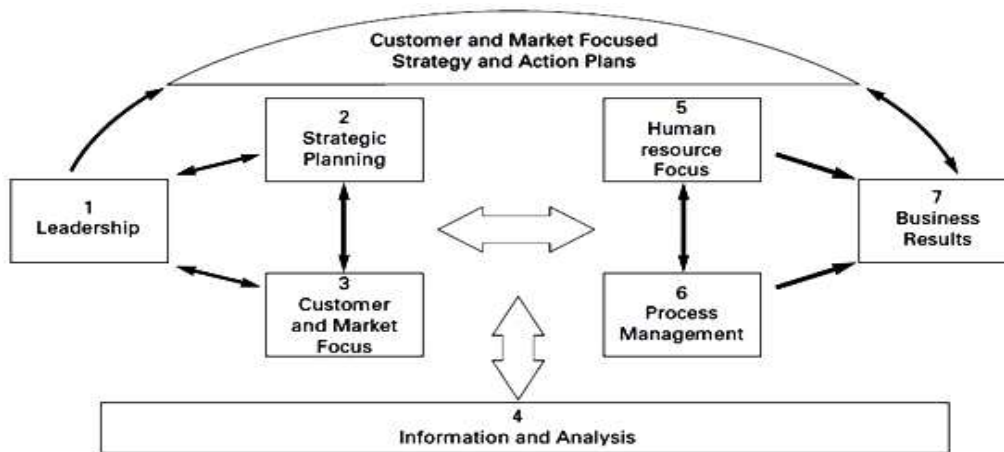 Customer and Market Focused
Strategy and Action Plans
2
Strategic
Planning
5
Human
resource
Focus
1
Leadership
7
Business
Results
3
Customer
and Market
Focus
6
Process
Management
4
Information and Analysis